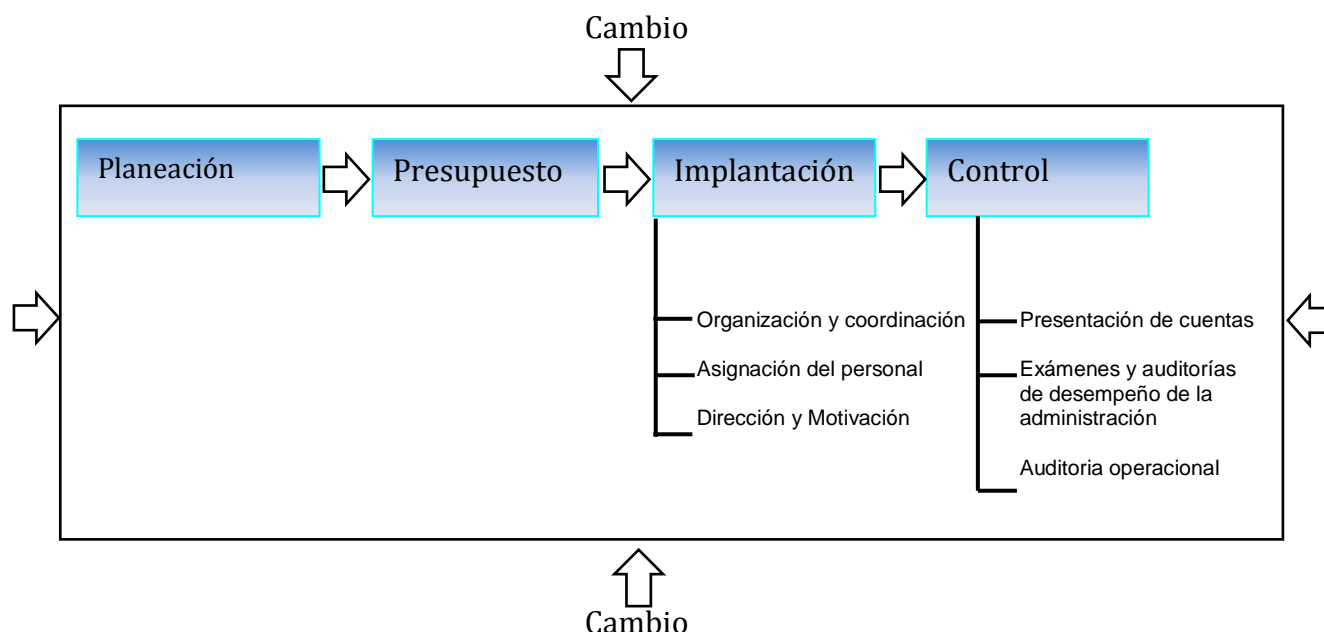 Cambio
Planeación
Presupuesto
Implantación
Control
Organización y coordinación
Asignación del personal
Dirección y Motivación
Presentación de cuentas
Exámenes y auditorías
de desempeño de la
administración
Auditoria operacional
Cambio